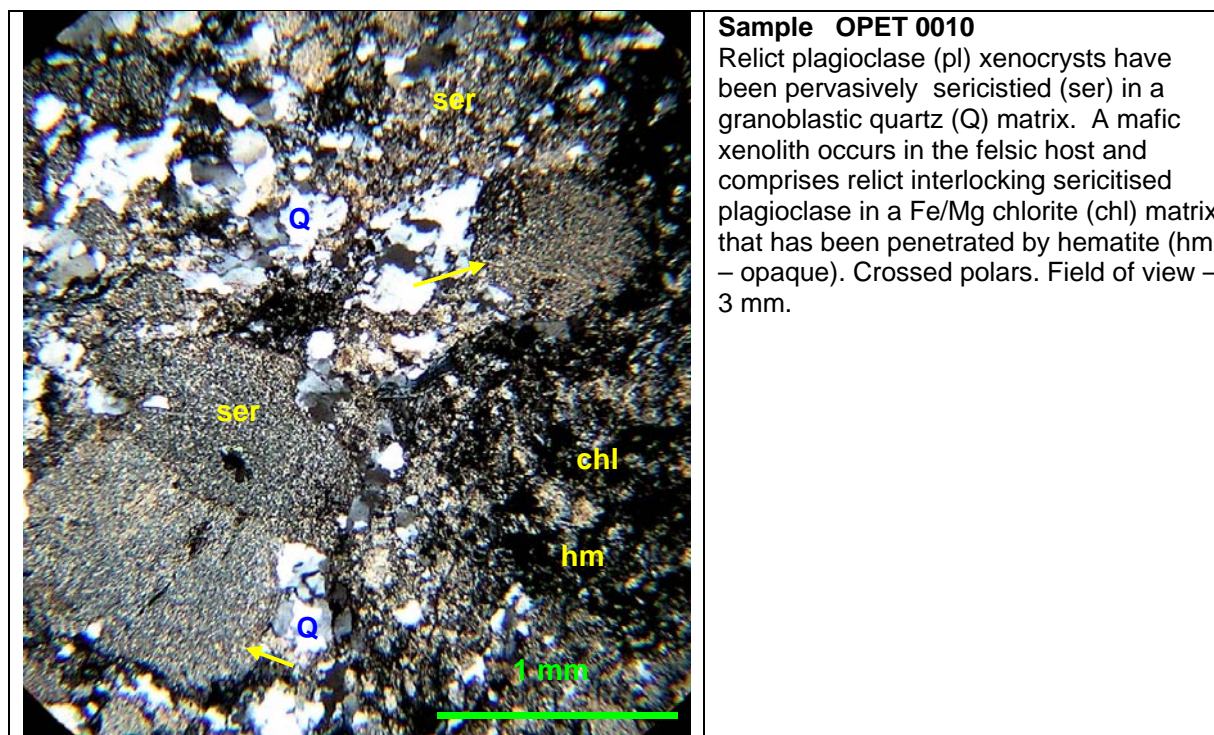 ser
Q
ser
chl
hm
Q
1 mm
Sample OPET 0010
Relict plagioclase (pl) xenocrysts have
been pervasively sericistied (ser) in a
granoblastic quartz (Q) matrix. A mafic
xenolith occurs in the felsic host and
comprises relict interlocking sericitised
plagioclase in a Fe/Mg chlorite (chl) matrix
that has been penetrated by hematite (hm
– opaque). Crossed polars. Field of view –
3 mm.